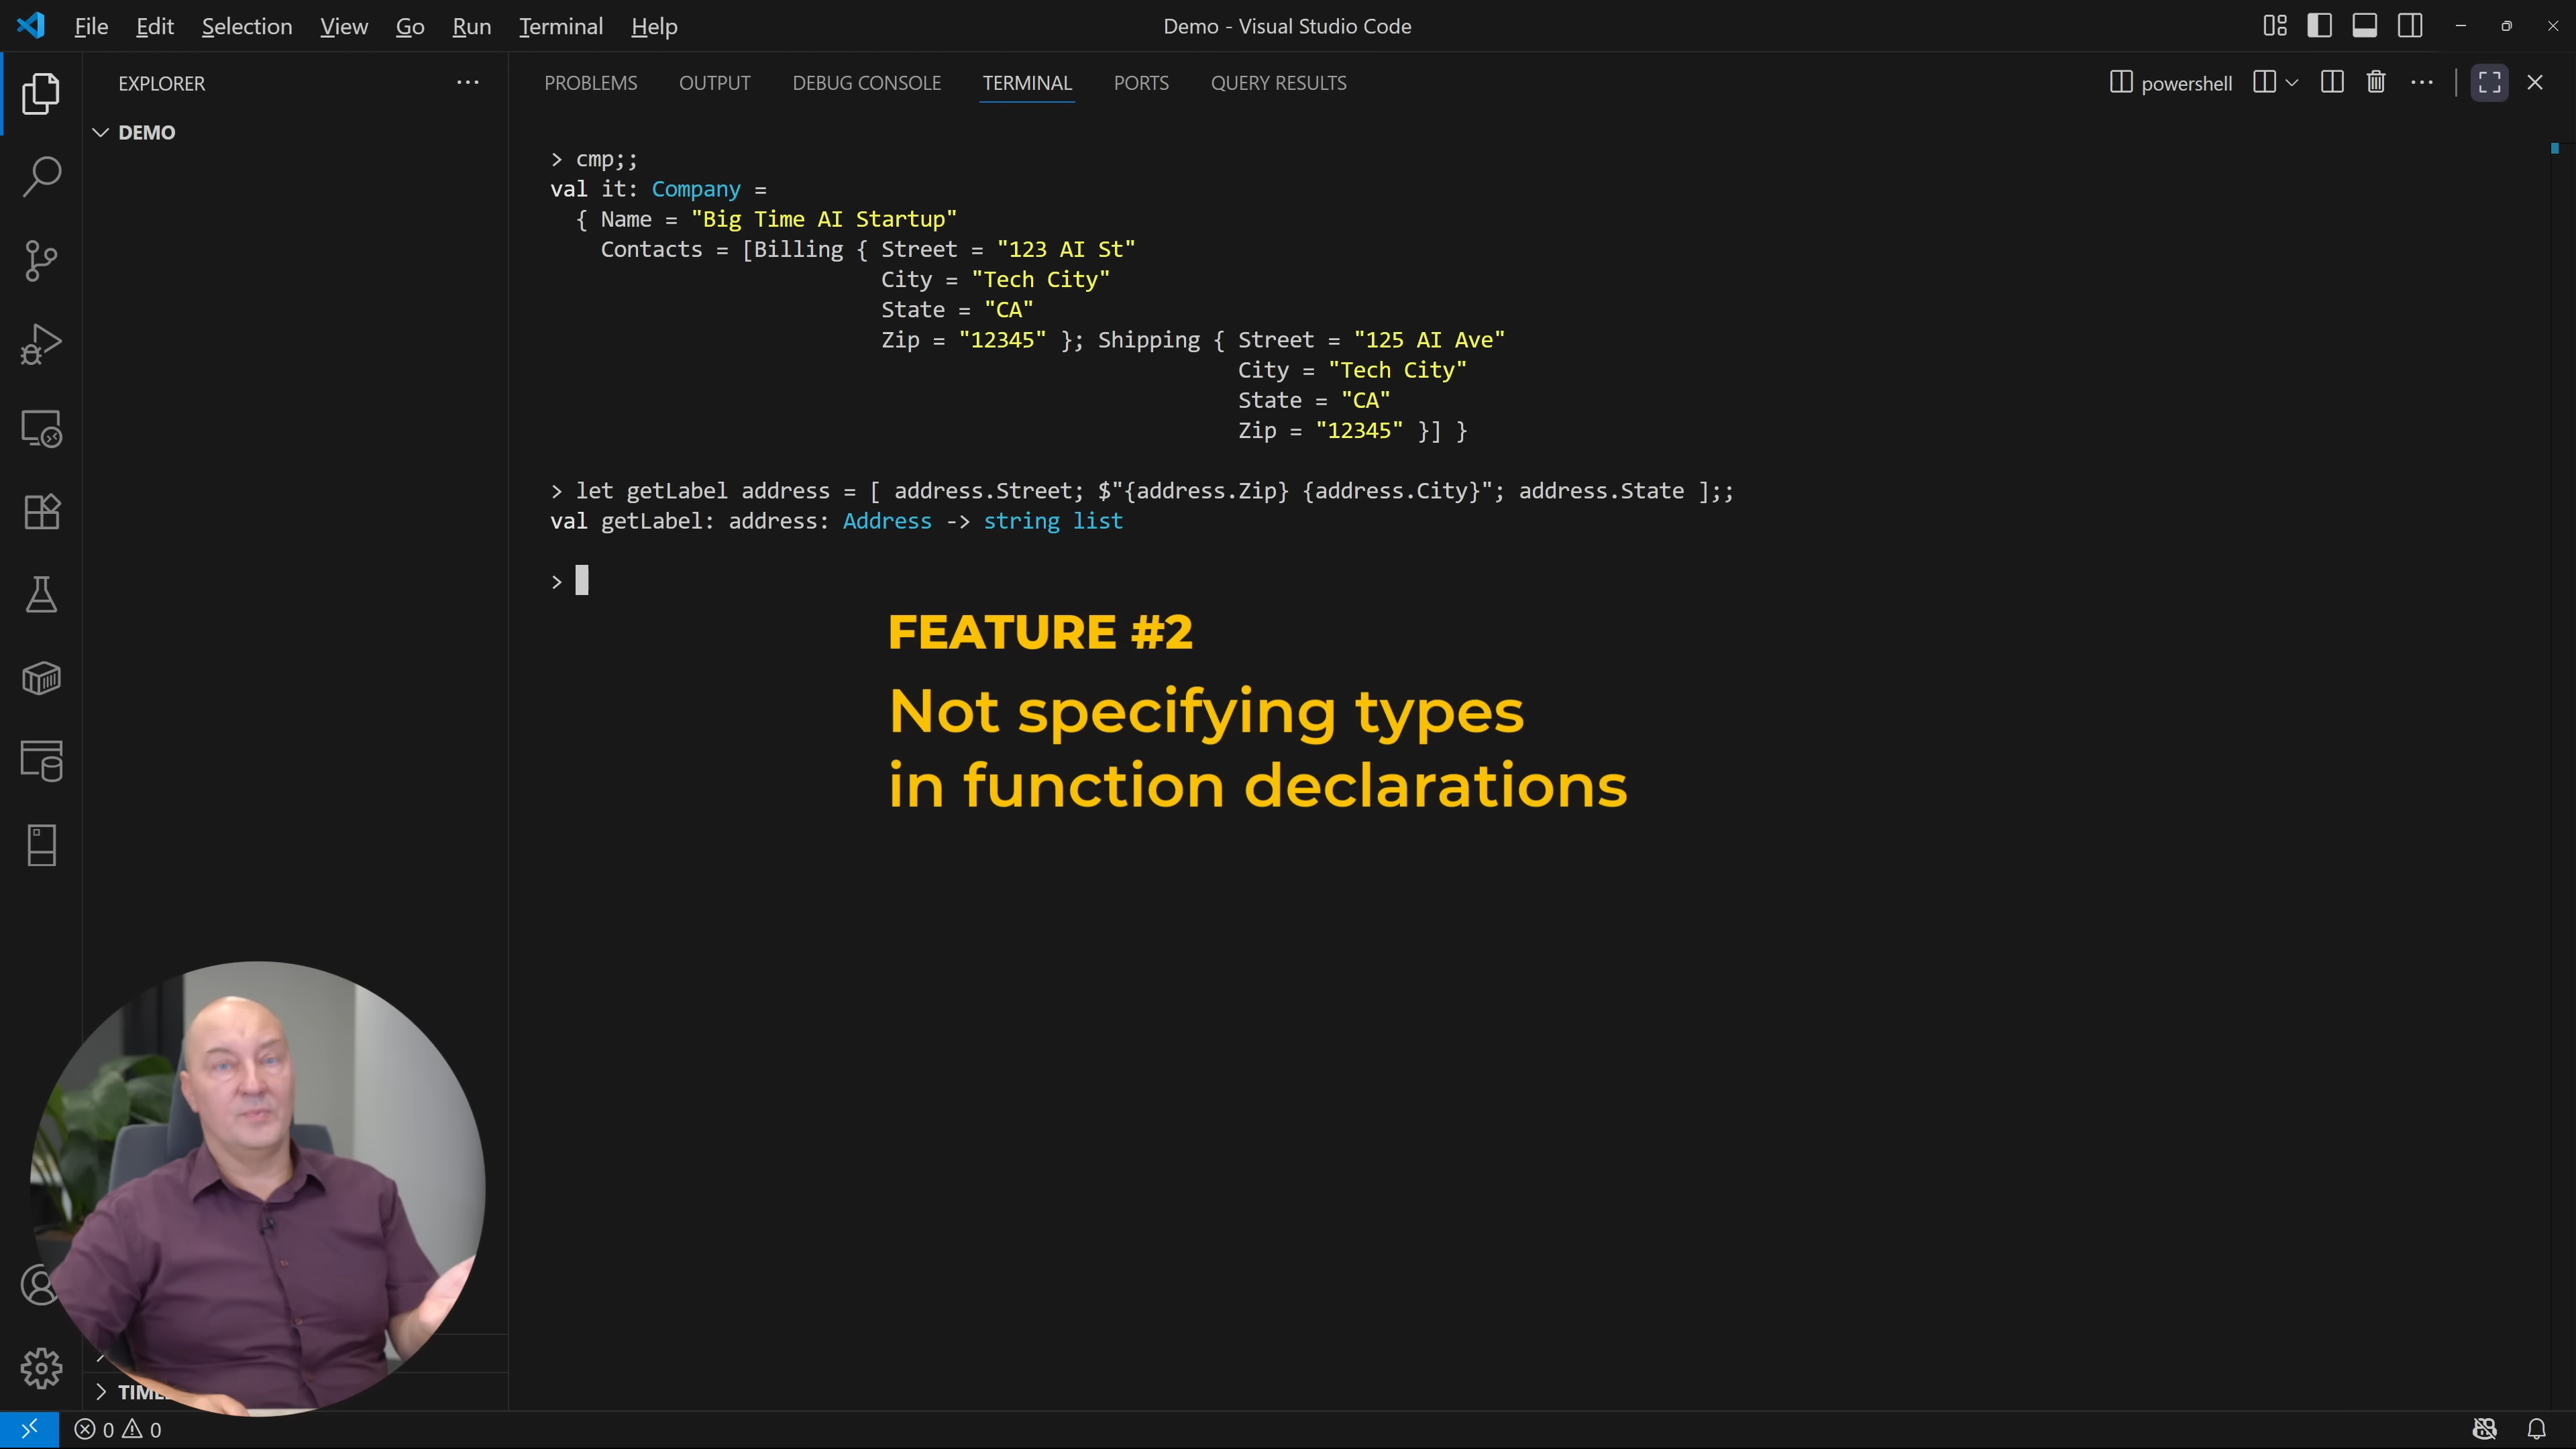 File Edit Selection View Go Run Terminal Help
Demo - Visual Studio Code
EXPLORER
DEMO
PROBLEMS OUTPUT DEBUG CONSOLE TERMINAL PORTS QUERY RESULTS
powershell
> cmp;;
val it: Company =
{ Name = "Big Time AI Startup"
Contacts = [Billing { Street = "123 AI St"
City = "Tech City"
State = "CA"
Zip = "12345" }; Shipping { Street = "125 AI Ave"
City = "Tech City"
State = "CA"
Zip = "12345" }] }
> let getLabel address = [ address.Street; $"{address.Zip} {address.City}"; address.State ];;
val getLabel: address: Address -> string list
>
FEATURE #2
Not specifying types
in function declarations
0 0